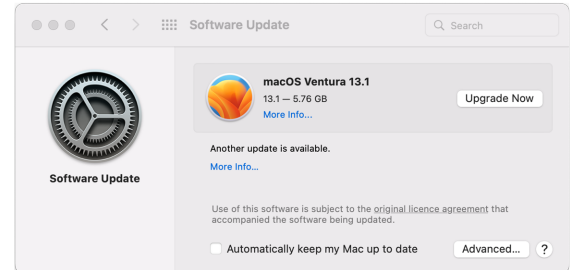 Software Update
Search
macOS Ventura 13.1
13.1 — 5.76 GB
Upgrade Now
More Info...
Another update is available.
More Info...
Software Update
Use of this software is subject to the original licence agreement that
accompanied the software being updated.
Automatically keep my Mac up to date
Advanced...
?